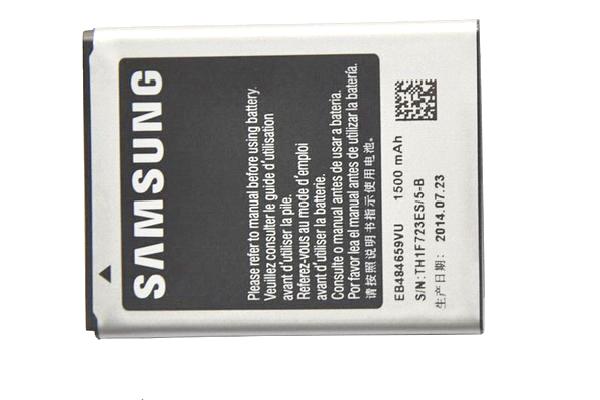 SAMSUNG
Please refer to manual before using battery.
Veuillez consulter le guide d'utilisation
avant d'utiliser la pile.
Referez-vous au mode d'emploi
avant d'utiliser la batterie.
Consulte o manual antes de usar a bateria.
Por favor lea el manual antes de utilizar la batería.
请按照说明书指示使用电池。
EB484659VU 1500 mAh
S/N:TH1F723ES/5-B
生产日期: 2014.07.23